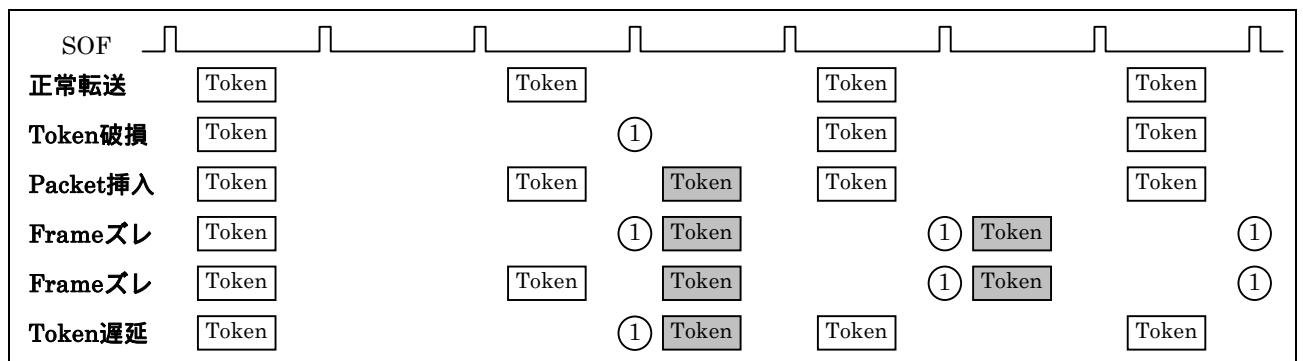 SOF
正常転送 Token Token Token Token
Token破損 Token ① Token Token
Packet挿入 Token Token Token Token Token
Frameズレ Token ① Token ① Token ①
Frameズレ Token Token Token ① Token ①
Token遅延 Token ① Token Token Token